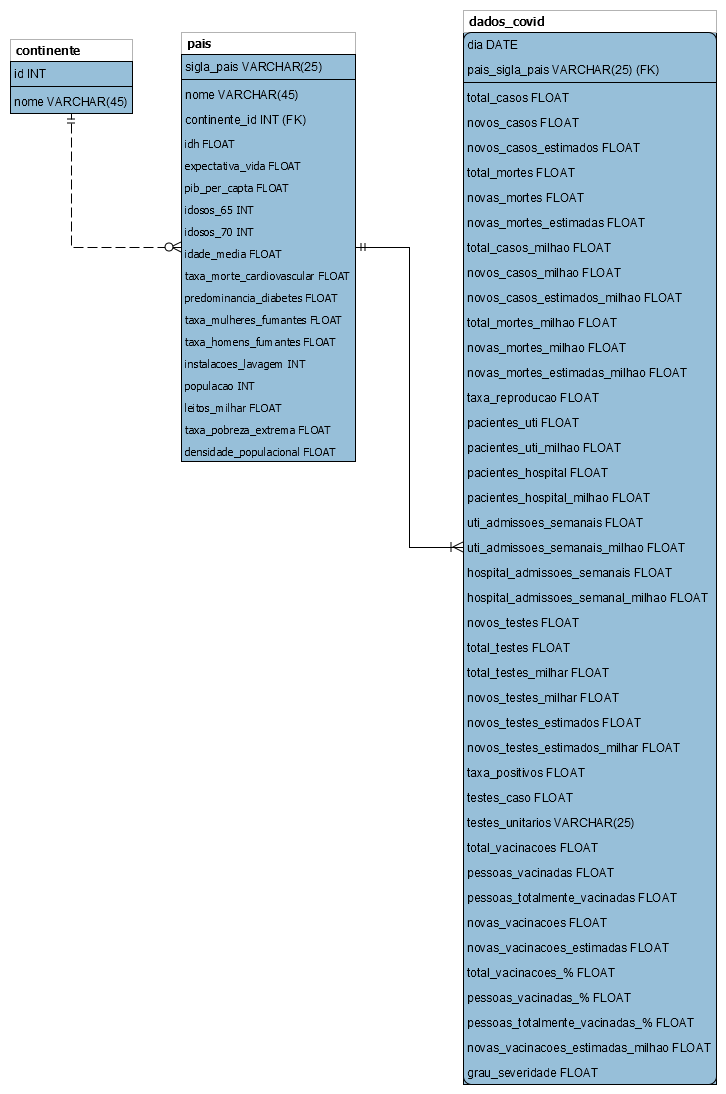 continente
id INT
nome VARCHAR(45)
pais
sigla_pais VARCHAR(25)
nome VARCHAR(45)
continente_id INT (FK)
idh FLOAT
expectativa_vida FLOAT
pib_per_capta FLOAT
idosos_65 INT
idosos_70 INT
idade_media FLOAT
taxa_morte_cardiovascular FLOAT
predominancia_diabetes FLOAT
taxa_mulheres_fumantes FLOAT
taxa_homens_fumantes FLOAT
instalacoes_lavagem INT
populacao INT
leitos_milhar FLOAT
taxa_pobreza_extrema FLOAT
densidade_populacional FLOAT
dados_covid
dia DATE
pais_sigla_pais VARCHAR(25) (FK)
total_casos FLOAT
novos_casos FLOAT
novos_casos_estimados FLOAT
total_mortes FLOAT
novas_mortes FLOAT
novas_mortes_estimadas FLOAT
total_casos_milhao FLOAT
novos_casos_milhao FLOAT
novos_casos_estimados_milhao FLOAT
total_mortes_milhao FLOAT
novas_mortes_milhao FLOAT
novas_mortes_estimadas_milhao FLOAT
taxa_reproducao FLOAT
pacientes_uti FLOAT
pacientes_uti_milhao FLOAT
pacientes_hospital FLOAT
pacientes_hospital_milhao FLOAT
uti_admissoes_semanais FLOAT
uti_admissoes_semanais_milhao FLOAT
hospital_admissoes_semanais FLOAT
hospital_admissoes_semanal_milhao FLOAT
novos_testes FLOAT
total_testes FLOAT
total_testes_milhar FLOAT
novos_testes_milhar FLOAT
novos_testes_estimados FLOAT
novos_testes_estimados_milhar FLOAT
taxa_positivos FLOAT
testes_caso FLOAT
testes_unitarios VARCHAR(25)
total_vacinacoes FLOAT
pessoas_vacinadas FLOAT
pessoas_totalmente_vacinadas FLOAT
novas_vacinacoes FLOAT
novas_vacinacoes_estimadas FLOAT
total_vacinacoes_% FLOAT
pessoas_vacinadas_% FLOAT
pessoas_totalmente_vacinadas_% FLOAT
novas_vacinacoes_estimadas_milhao FLOAT
grau_severidade FLOAT